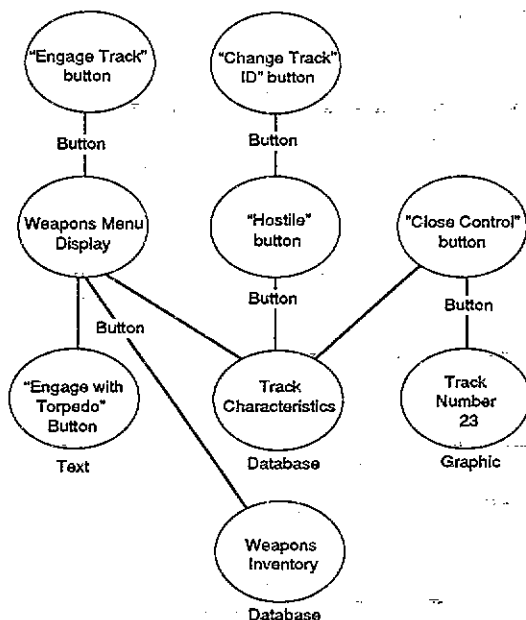 "Engage Track"
button
"Change Track"
ID" button
Button
Button
Weapons Menu
Display
"Hostile"
button
"Close Control"
button
Button
Button
Button
"Engage with
Torpedo"
Button
Track
Characteristics
Track
Number
23
Text
Database
Graphic
Weapons
Inventory
Database